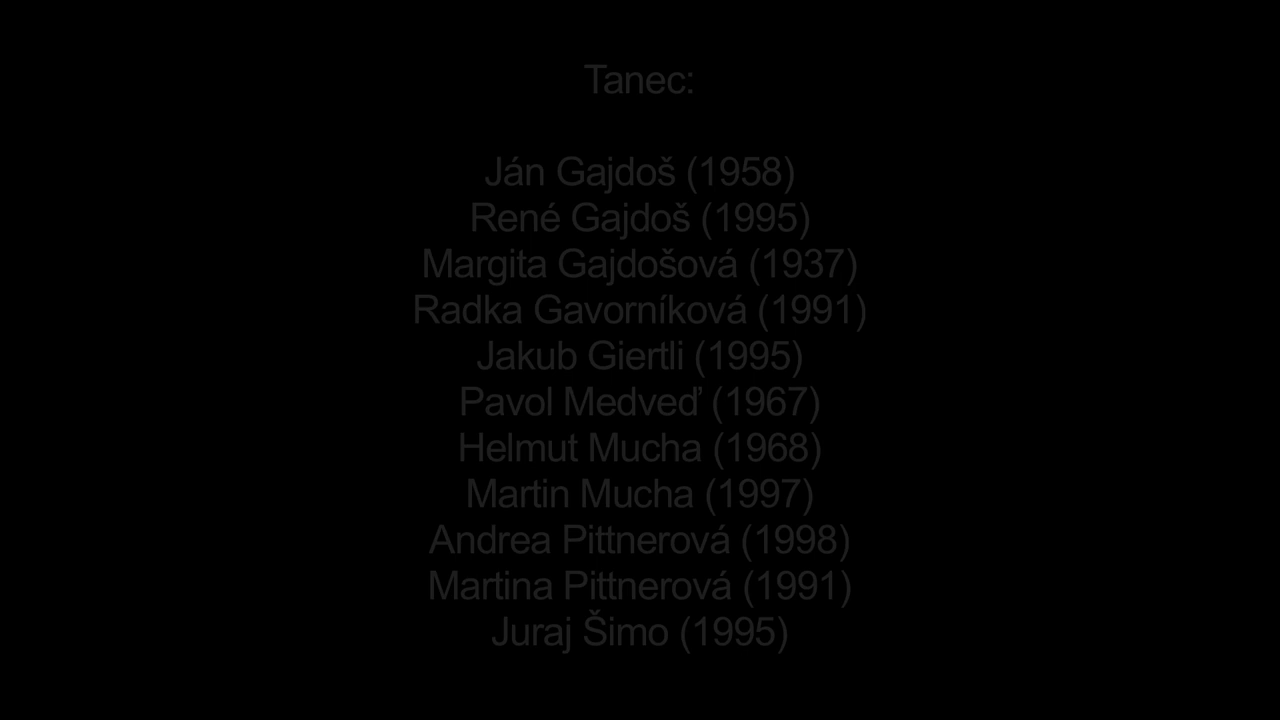 Tanec:
Ján Gajdoš (1958)
René Gajdoš (1995)
Margita Gajdošová (1937)
Radka Gavorníková (1991)
Jakub Giertli (1995)
Pavol Medveď (1967)
Helmut Mucha (1968)
Martin Mucha (1997)
Andrea Pittnerová (1998)
Martina Pittnerová (1991)
Juraj Šimo (1995)